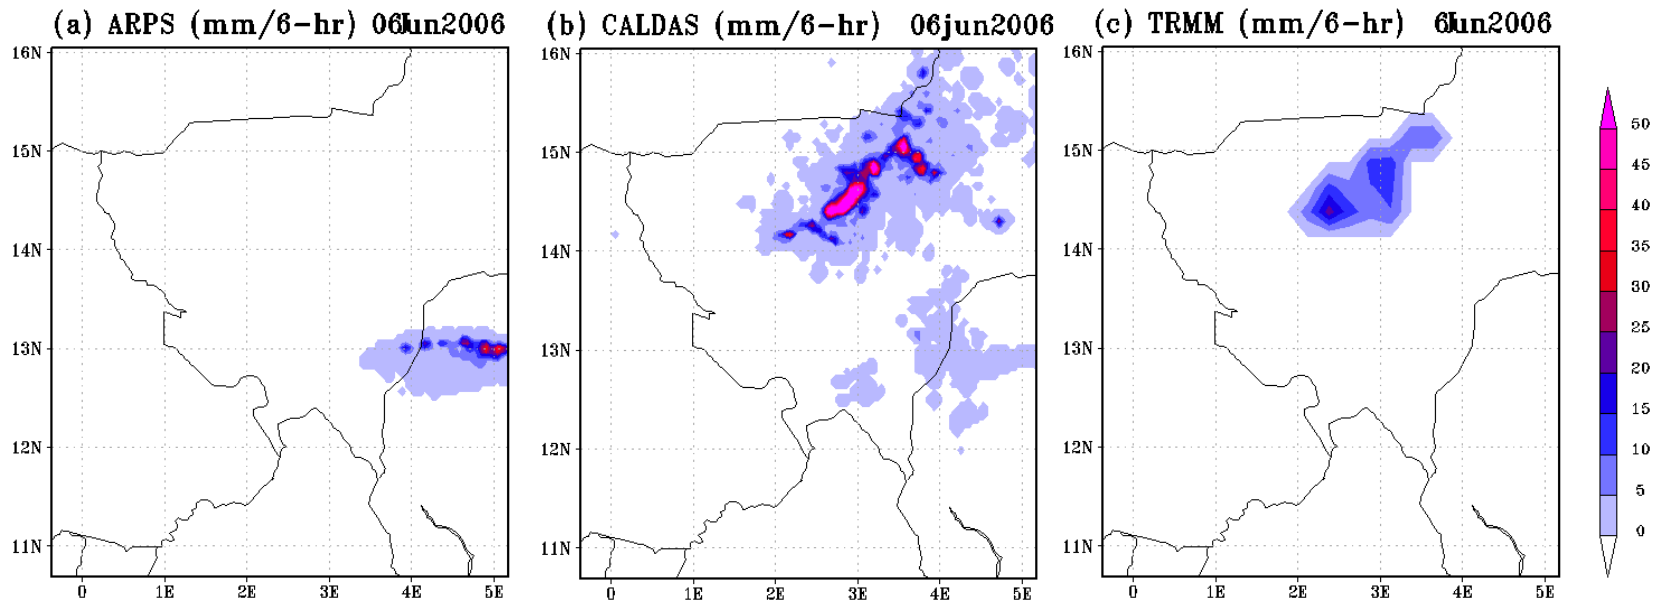 (a) ARPS (mm/6-hr) 06Jun2006
(b) CALDAS (mm/6-hr) 06jun2006
(c) TRMM (mm/6-hr) 6Jun2006
16N
15N
14N
13N
12N
11N
0 1E 2E 3E 4E 5E
16N
15N
14N
13N
12N
11N
0 1E 2E 3E 4E 5E
16N
15N
14N
13N
12N
11N
0 1E 2E 3E 4E 5E
50
45
40
35
30
25
20
15
10
5
0